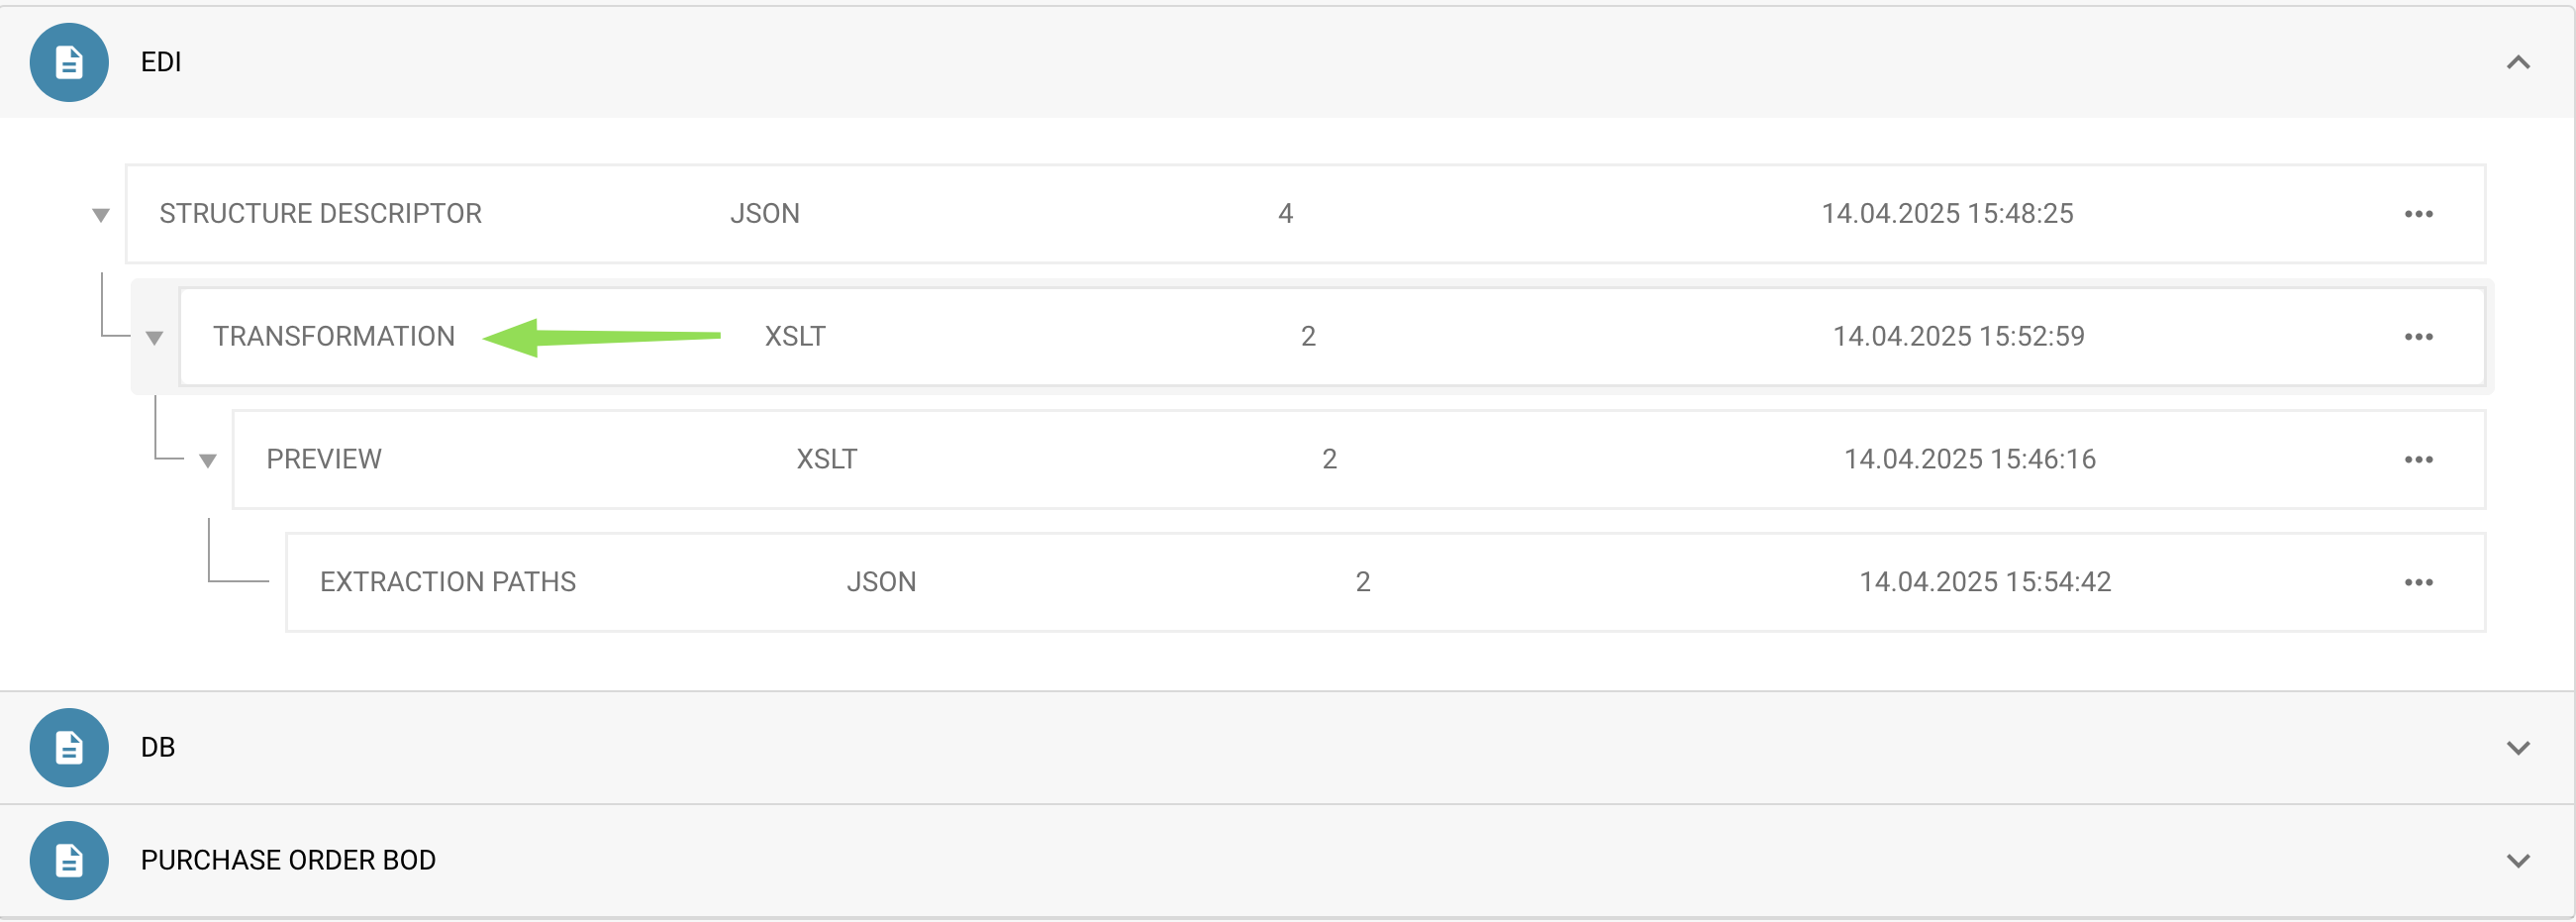 EDI
STRUCTURE DESCRIPTOR JSON 4 14.04.2025 15:48:25
TRANSFORMATION XSLT 2 14.04.2025 15:52:59
PREVIEW XSLT 2 14.04.2025 15:46:16
EXTRACTION PATHS JSON 2 14.04.2025 15:54:42
DB
PURCHASE ORDER BOD